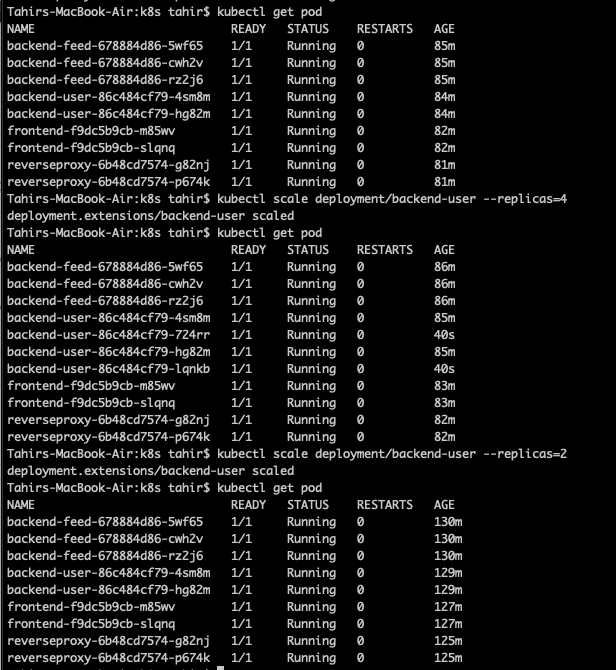 Tahirs-MacBook-Air:k8s tahir$ kubectl get pod
NAME READY STATUS RESTARTS AGE
backend-feed-678884d86-5wf65 1/1 Running 0 85m
backend-feed-678884d86-cwh2v 1/1 Running 0 85m
backend-feed-678884d86-rz2j6 1/1 Running 0 85m
backend-user-86c484cf79-4sm8m 1/1 Running 0 84m
backend-user-86c484cf79-hg82m 1/1 Running 0 84m
frontend-f9dc5b9cb-m85wv 1/1 Running 0 82m
frontend-f9dc5b9cb-slqnq 1/1 Running 0 82m
reverseproxy-6b48cd7574-g82nj 1/1 Running 0 81m
reverseproxy-6b48cd7574-p674k 1/1 Running 0 81m
Tahirs-MacBook-Air:k8s tahir$ kubectl scale deployment/backend-user --replicas=4
deployment.extensions/backend-user scaled
Tahirs-MacBook-Air:k8s tahir$ kubectl get pod
NAME READY STATUS RESTARTS AGE
backend-feed-678884d86-5wf65 1/1 Running 0 86m
backend-feed-678884d86-cwh2v 1/1 Running 0 86m
backend-feed-678884d86-rz2j6 1/1 Running 0 86m
backend-user-86c484cf79-4sm8m 1/1 Running 0 85m
backend-user-86c484cf79-724rr 1/1 Running 0 40s
backend-user-86c484cf79-hg82m 1/1 Running 0 85m
backend-user-86c484cf79-lqnkb 1/1 Running 0 40s
frontend-f9dc5b9cb-m85wv 1/1 Running 0 83m
frontend-f9dc5b9cb-slqnq 1/1 Running 0 83m
reverseproxy-6b48cd7574-g82nj 1/1 Running 0 82m
reverseproxy-6b48cd7574-p674k 1/1 Running 0 82m
Tahirs-MacBook-Air:k8s tahir$ kubectl scale deployment/backend-user --replicas=2
deployment.extensions/backend-user scaled
Tahirs-MacBook-Air:k8s tahir$ kubectl get pod
NAME READY STATUS RESTARTS AGE
backend-feed-678884d86-5wf65 1/1 Running 0 130m
backend-feed-678884d86-cwh2v 1/1 Running 0 130m
backend-feed-678884d86-rz2j6 1/1 Running 0 130m
backend-user-86c484cf79-4sm8m 1/1 Running 0 129m
backend-user-86c484cf79-hg82m 1/1 Running 0 129m
frontend-f9dc5b9cb-m85wv 1/1 Running 0 127m
frontend-f9dc5b9cb-slqnq 1/1 Running 0 127m
reverseproxy-6b48cd7574-g82nj 1/1 Running 0 125m
reverseproxy-6b48cd7574-p674k 1/1 Running 0 125m